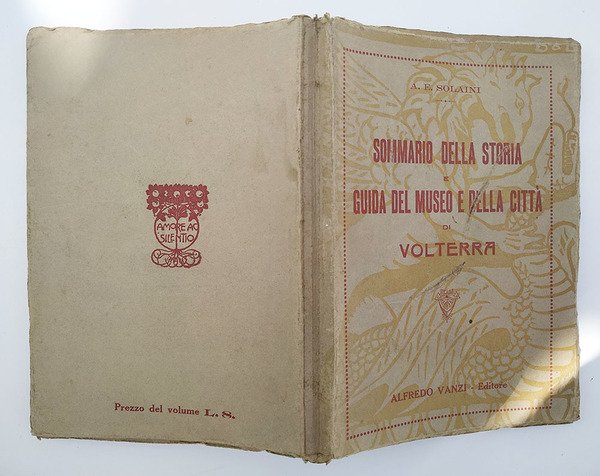 AMORE AC
SILENTIO
Prezzo del volume L. 8.
A. E. SOLAINI
SOMMARIO DELLA STORIA
E
GUIDA DEL MUSEO E DELLA CITTÀ
DI
VOLTERRA
ALFREDO VANZI - Editore